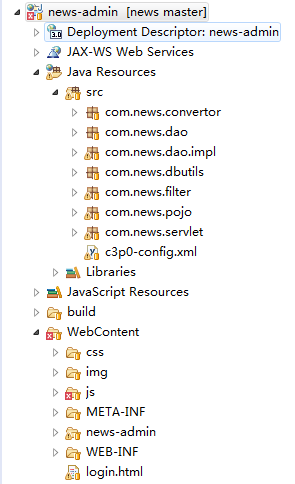 news-admin [news master]
3.0 Deployment Descriptor: news-admin
JAX-WS Web Services
Java Resources
src
com.news.convertor
com.news.dao
com.news.dao.impl
com.news.dbutils
com.news.filter
com.news.pojo
com.news.servlet
c3p0-config.xml
Libraries
JavaScript Resources
build
WebContent
css
img
js
META-INF
news-admin
WEB-INF
login.html